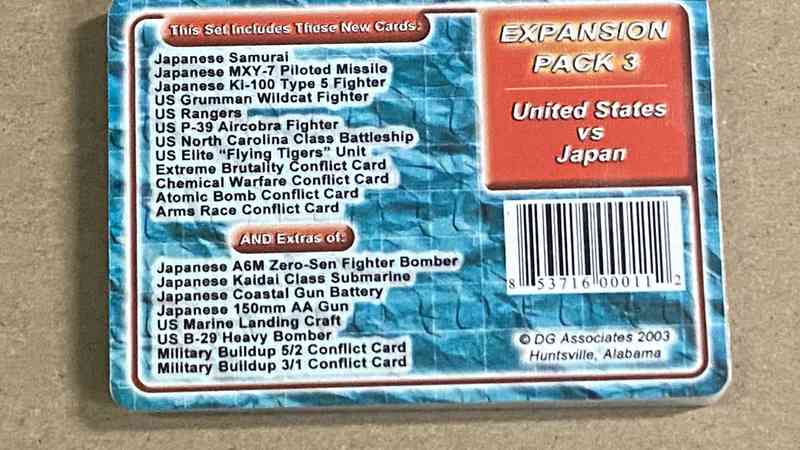 This Set Includes These New Cards:
Japanese Samurai
Japanese MXY-7 Piloted Missile
Japanese Ki-100 Type 5 Fighter
US Grumman Wildcat Fighter
US Rangers
US P-39 Aircobra Fighter
US North Carolina Class Battleship
US Elite "Flying Tigers" Unit
Extreme Brutality Conflict Card
Chemical Warfare Conflict Card
Atomic Bomb Conflict Card
Arms Race Conflict Card
AND Extras of:
Japanese A6M Zero-Sen Fighter Bomber
Japanese Kaidai Class Submarine
Japanese Coastal Gun Battery
Japanese 150mm AA Gun
US Marine Landing Craft
US B-29 Heavy Bomber
Military Buildup 5/2 Conflict Card
Military Buildup 3/1 Conflict Card
EXPANSION
PACK 3
United States
vs
Japan
8 53716 00011 2
© DG Associates 2003
Huntsville, Alabama